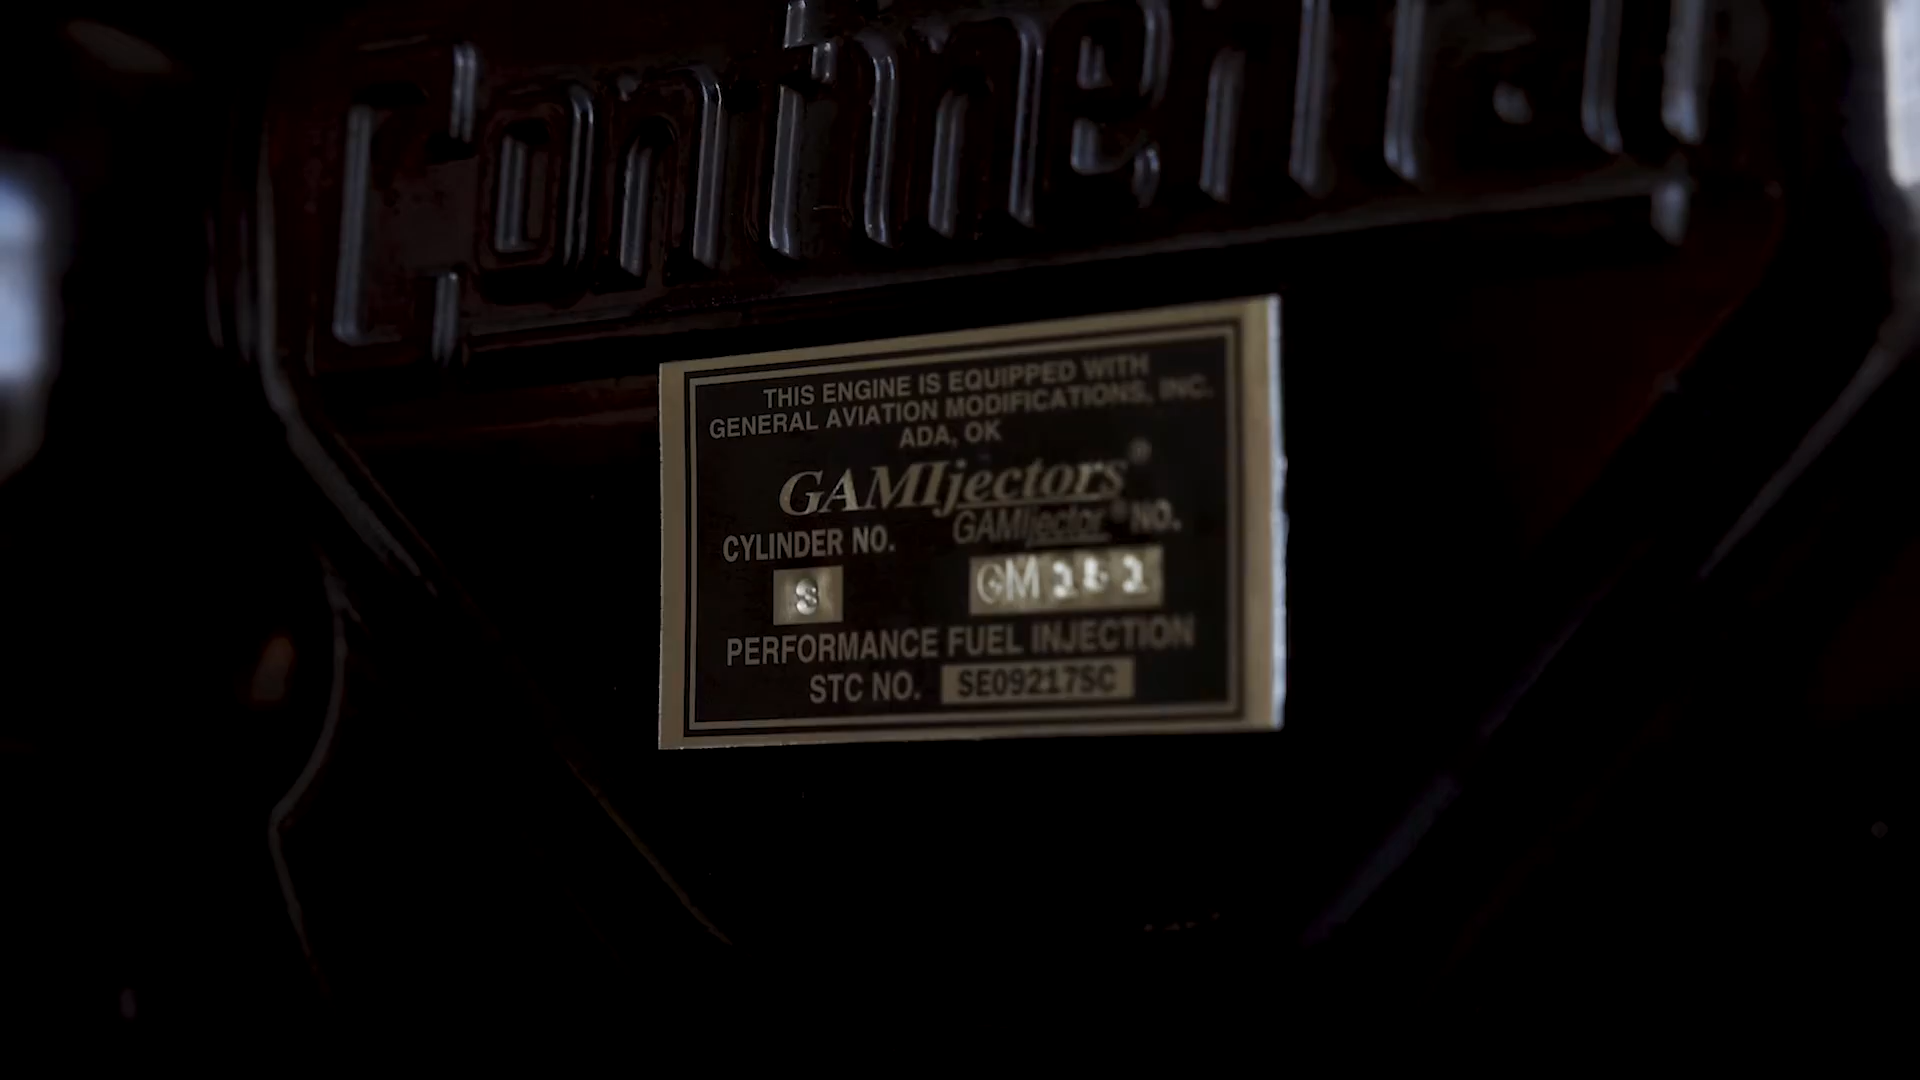 Continental
THIS ENGINE IS EQUIPPED WITH
GENERAL AVIATION MODIFICATIONS, INC.
ADA, OK
GAMIjectors®
CYLINDER NO. GAMIjector® NO.
PERFORMANCE FUEL INJECTION
STC NO. SE09217SC